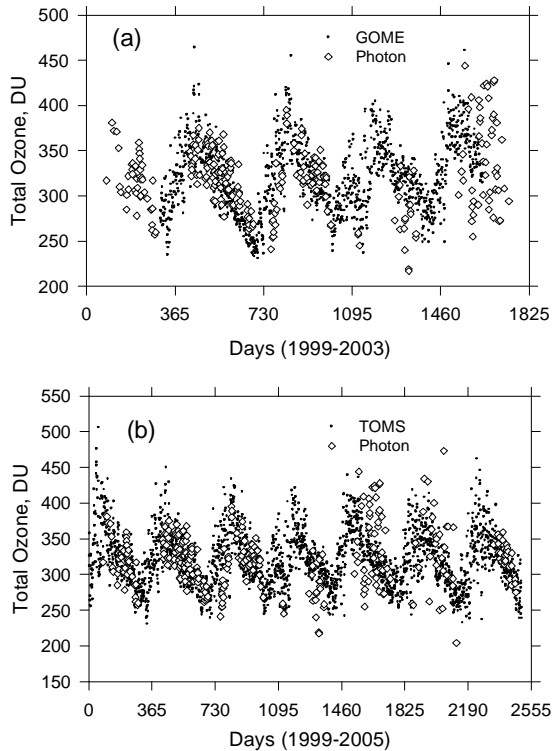 (a)
GOME
Photon
500
450
400
350
300
250
200
Total Ozone, DU
0 365 730 1095 1460 1825
Days (1999-2003)
(b)
TOMS
Photon
550
500
450
400
350
300
250
200
150
Total Ozone, DU
0 365 730 1095 1460 1825 2190 2555
Days (1999-2005)